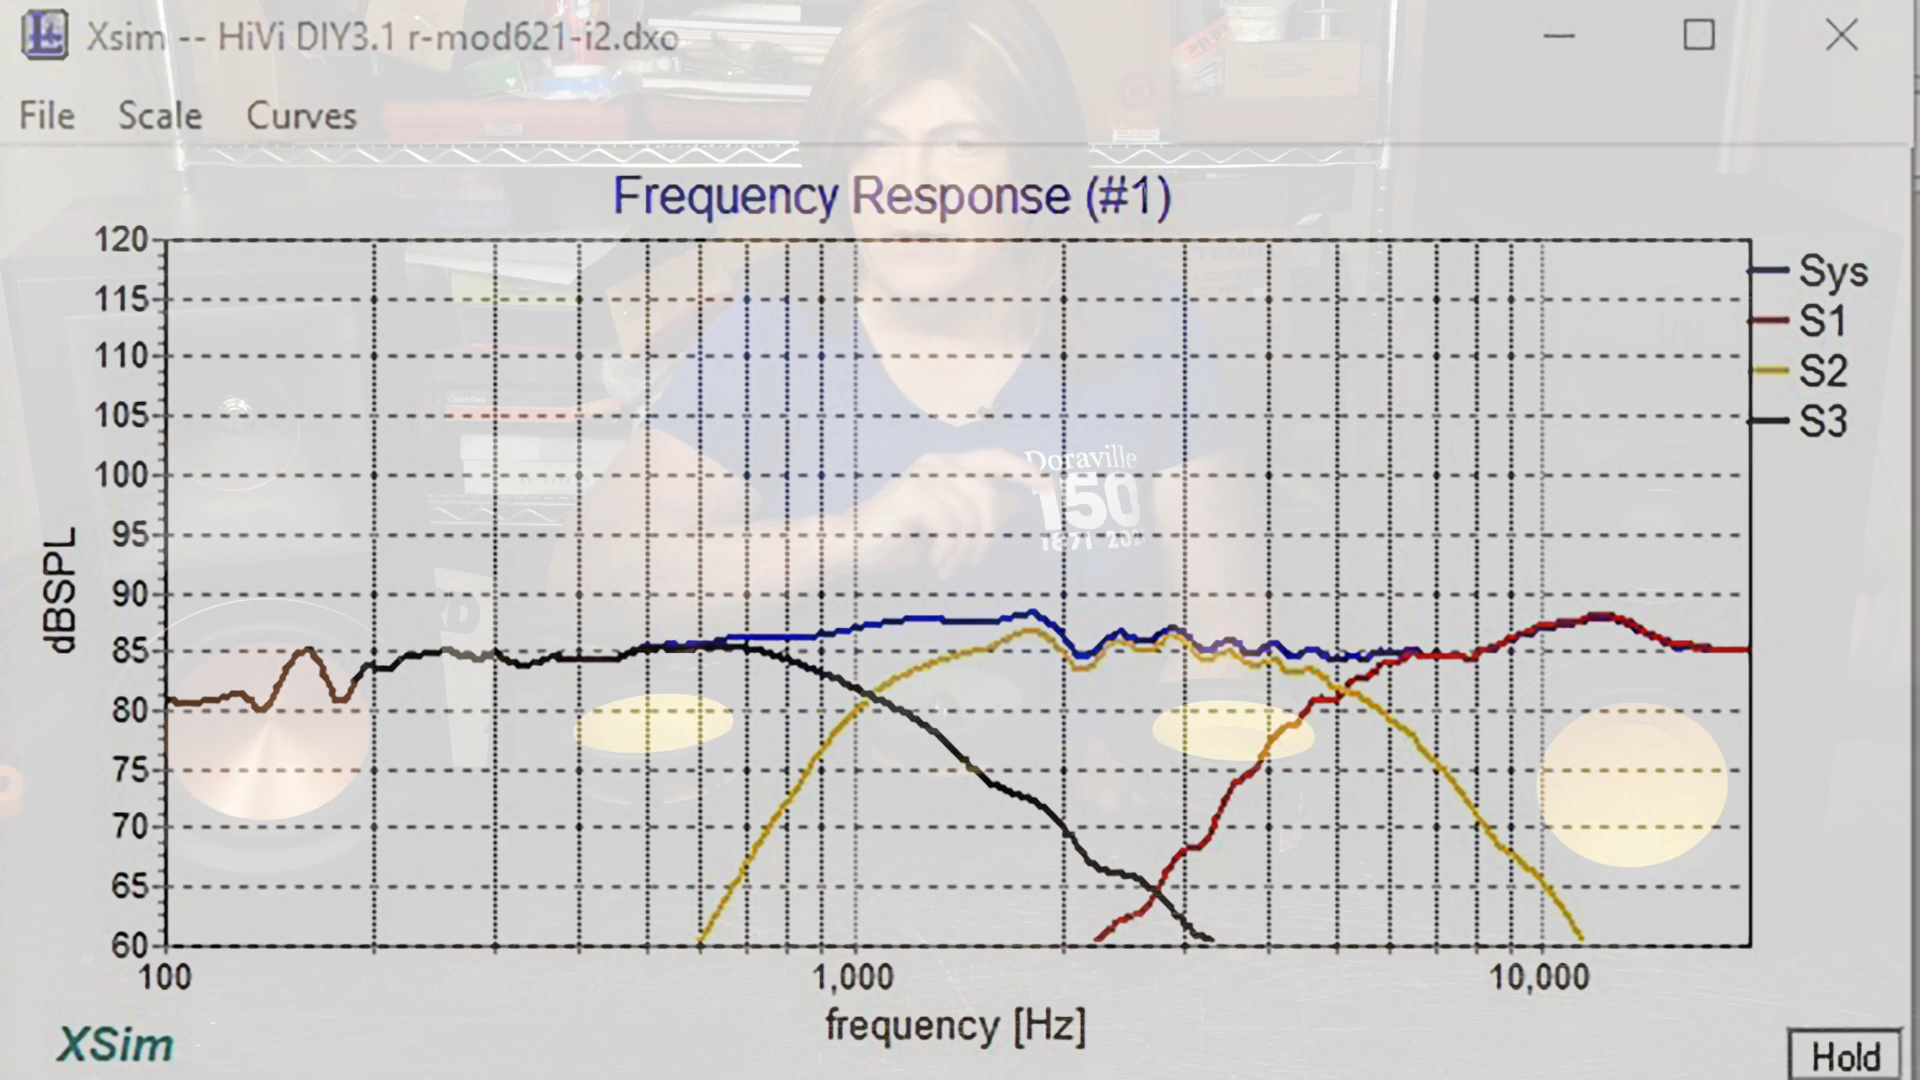 Xsim -- HiVi DIY3.1 r-mod621-i2.dxo
File Scale Curves
Frequency Response (#1)
120
115
110
105
100
95
90
85
80
75
70
65
60
dBSPL
Sys
S1
S2
S3
Doraville
150
100 1,000 10,000
frequency [Hz]
XSim
Hold